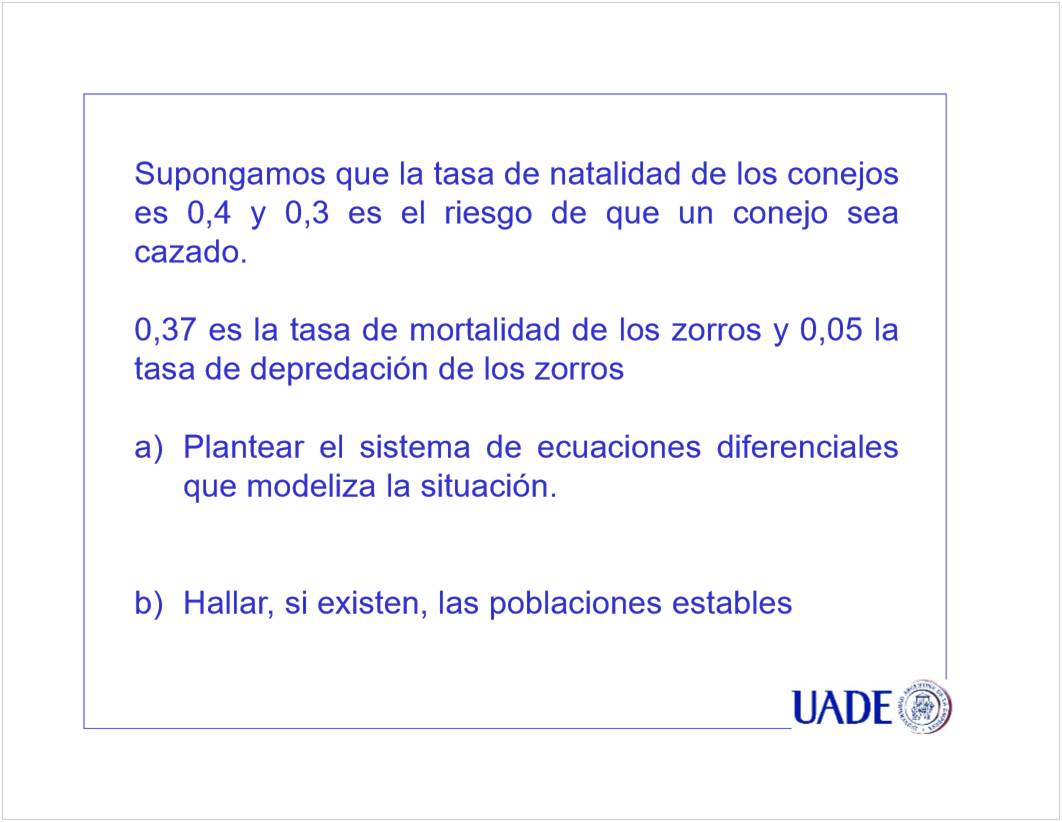 Supongamos que la tasa de natalidad de los conejos
es 0,4 y 0,3 es el riesgo de que un conejo sea
cazado.
0,37 es la tasa de mortalidad de los zorros y 0,05 la
tasa de depredación de los zorros
a) Plantear el sistema de ecuaciones diferenciales
que modeliza la situación.
b) Hallar, si existen, las poblaciones estables
UADE